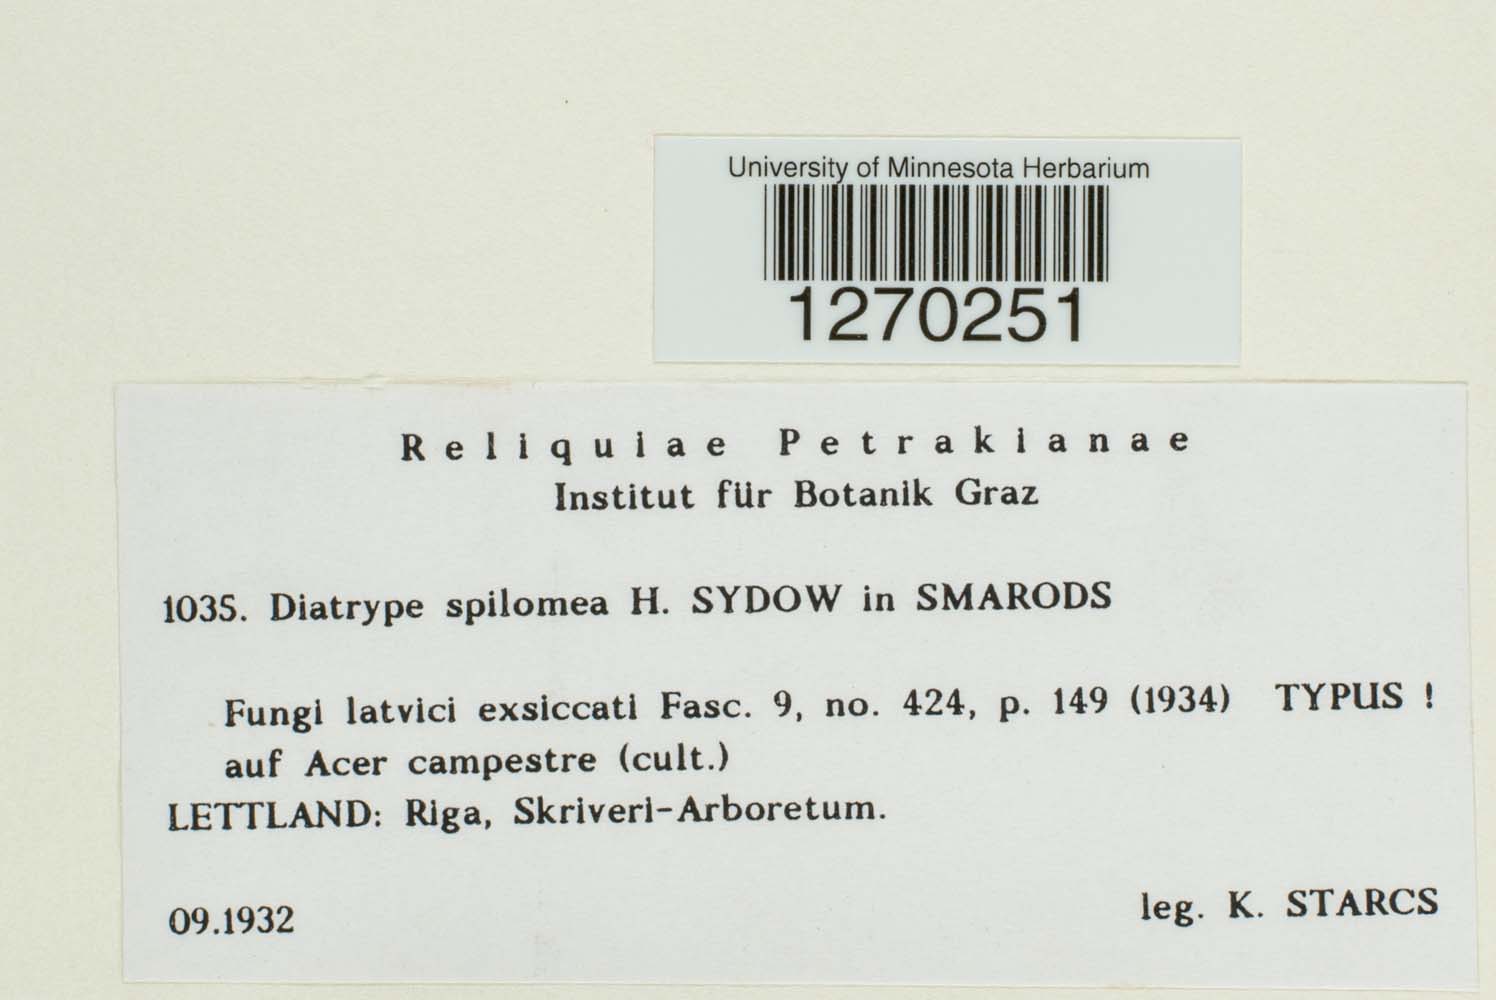 University of Minnesota Herbarium
1270251
Reliquiae Petrakianae
Institut für Botanik Graz
1035. Diatrype spilomea H. SYDOW in SMARODS
Fungi latvici exsiccati Fasc. 9, no. 424, p. 149 (1934) TYPUS !
auf Acer campestre (cult.)
LETTLAND: Riga, Skriveri-Arboretum.
09.1932 leg. K. STARCS